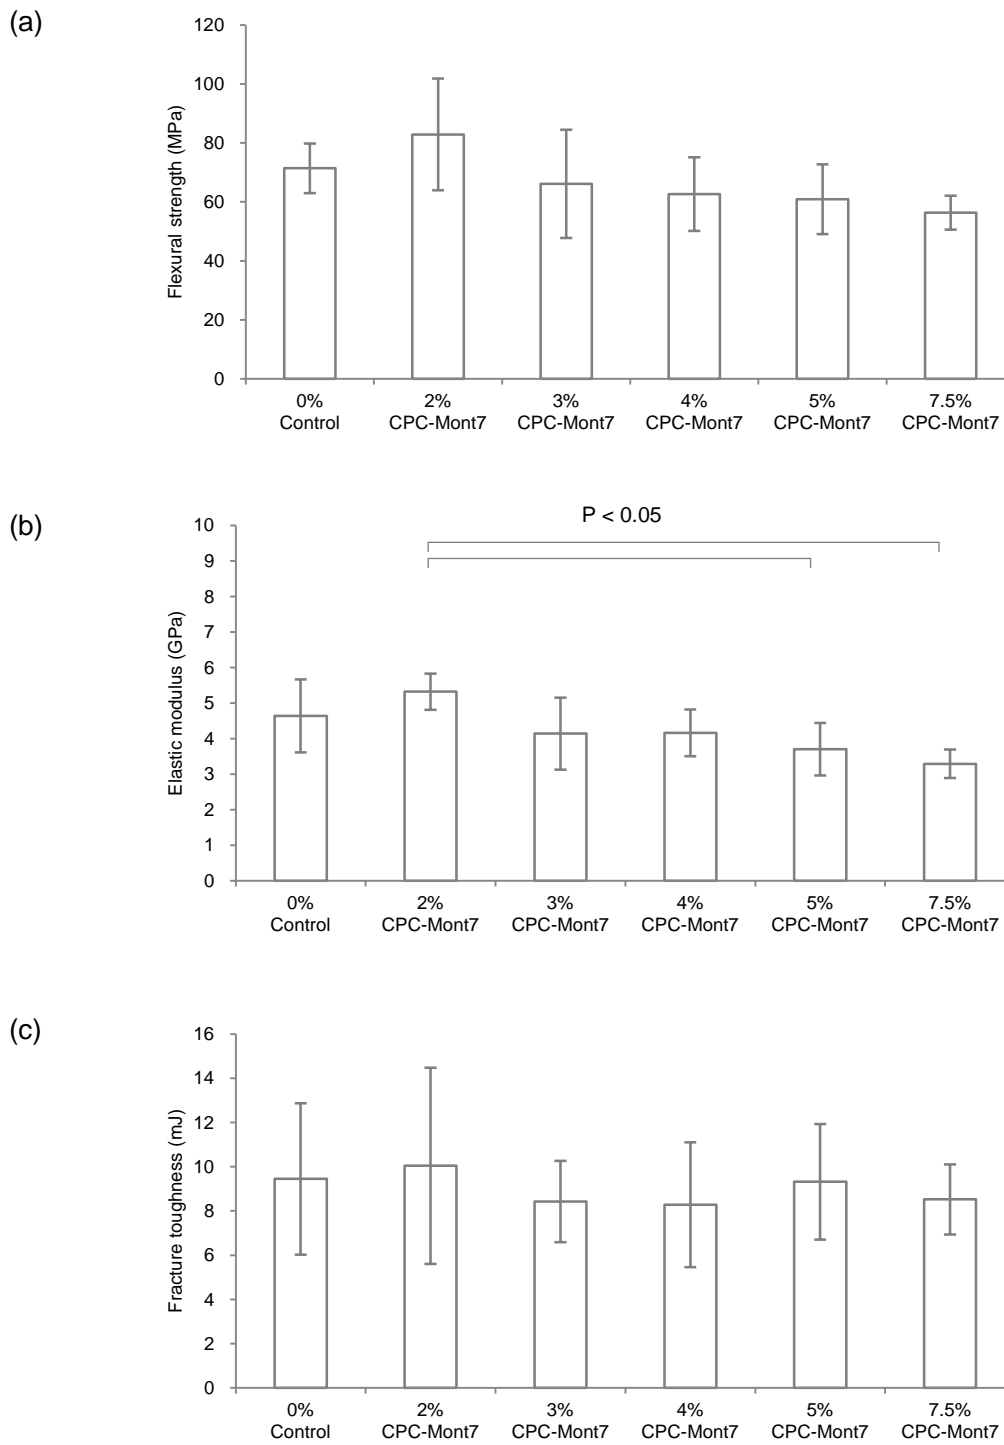 (a)
Flexural strength (MPa)
120
100
80
60
40
20
0
0% 2% 3% 4% 5% 7.5%
Control CPC-Mont7 CPC-Mont7 CPC-Mont7 CPC-Mont7 CPC-Mont7
(b)
P < 0.05
Elastic modulus (GPa)
10
9
8
7
6
5
4
3
2
1
0
0% 2% 3% 4% 5% 7.5%
Control CPC-Mont7 CPC-Mont7 CPC-Mont7 CPC-Mont7 CPC-Mont7
(c)
Fracture toughness (mJ)
16
14
12
10
8
6
4
2
0
0% 2% 3% 4% 5% 7.5%
Control CPC-Mont7 CPC-Mont7 CPC-Mont7 CPC-Mont7 CPC-Mont7